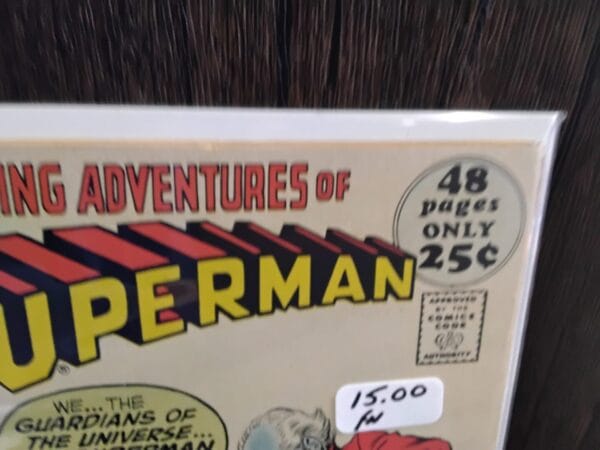 ING ADVENTURES OF
UPERMAN
®
48
pages
ONLY
25¢
APPROVED
BY THE
COMICS
CODE
AUTHORITY
15.00
FN
WE...THE
GUARDIANS OF
THE UNIVERSE...
SUPERMAN